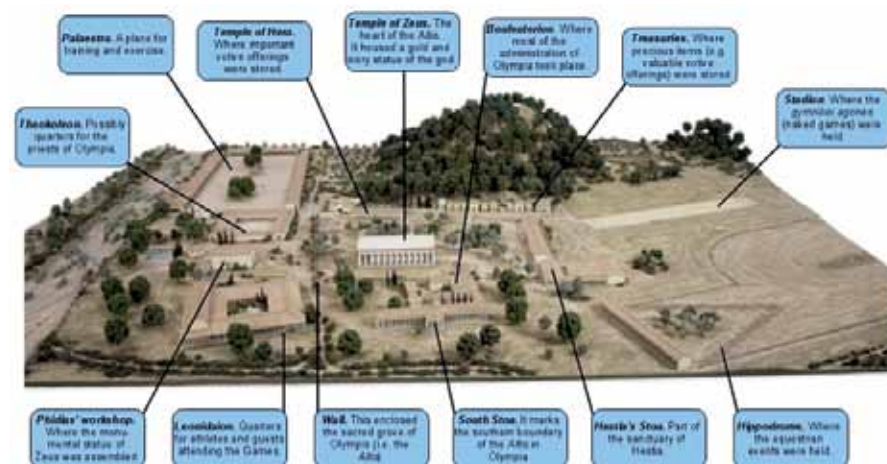 Palaestra. A place for
training and exercise.
Temple of Hera.
Where important
votive offerings
were stored.
Temple of Zeus. The
heart of the Altis.
It housed a gold and
ivory statue of the god.
Bouleuterion. Where
most of the
administration of
Olympia took place.
Treasuries. Where
precious items (e.g.
valuable votive
offerings) were stored.
Stadion. Where the
gymnikoi agones
(naked games) were
held.
Theokoleon. Possibly
quarters for the
priests of Olympia.
Phidias' workshop.
Where the monu-
mental status of
Zeus was assembled
Leonidaion. Quarters
for athletes and guests
attending the Games.
Wall. This enclosed
the sacred grove of
Olympia (i.e. the
Altis)
South Stoa. It marks
the southern boundary
of the Altis in
Olympia
Hestia's Stoa. Part of
the sanctuary of
Hestia.
Hippodrome. Where
the equestrian
events were held.